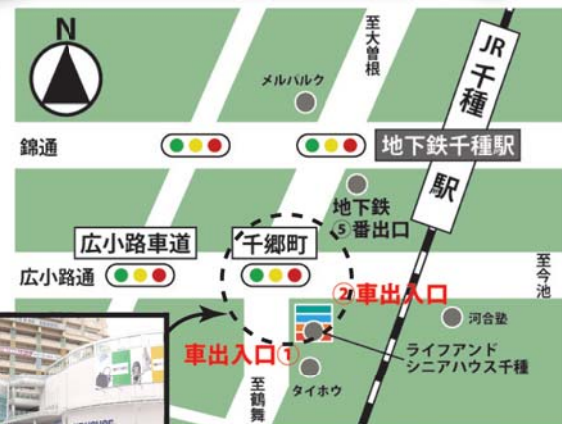 N
至大曽根
JR千種駅
メルパルク
錦通
地下鉄千種駅
地下鉄
⑤番出口
広小路車道
千郷町
広小路通
至今池
②車出入口
河合塾
車出入口①
ライフアンド
シニアハウス千種
タイホウ
至鶴舞